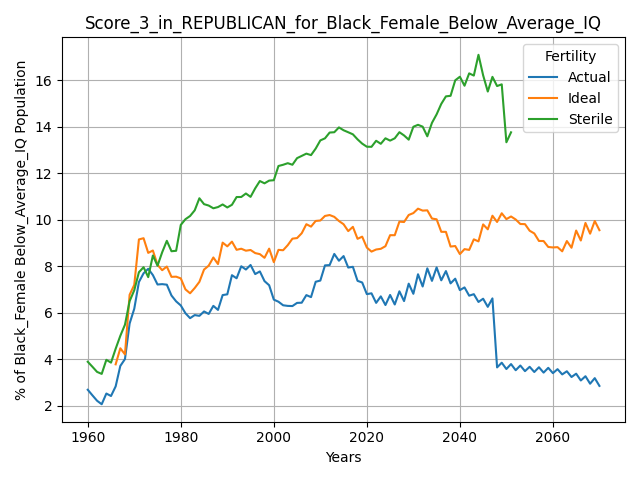 Score_3_in_REPUBLICAN_for_Black_Female_Below_Average_IQ
% of Black_Female Below_Average_IQ Population
16
14
12
10
8
6
4
2
Fertility
Actual
Ideal
Sterile
1960
1980
2000
2020
2040
2060
Years